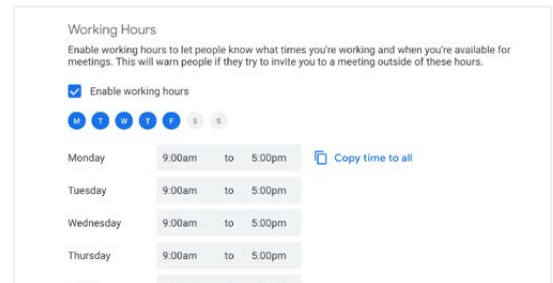 Working Hours
Enable working hours to let people know what times you're working and when you're available for
meetings. This will warn people if they try to invite you to a meeting outside of these hours.
Enable working hours
M T W T F S S
Monday 9:00am to 5:00pm Copy time to all
Tuesday 9:00am to 5:00pm
Wednesday 9:00am to 5:00pm
Thursday 9:00am to 5:00pm